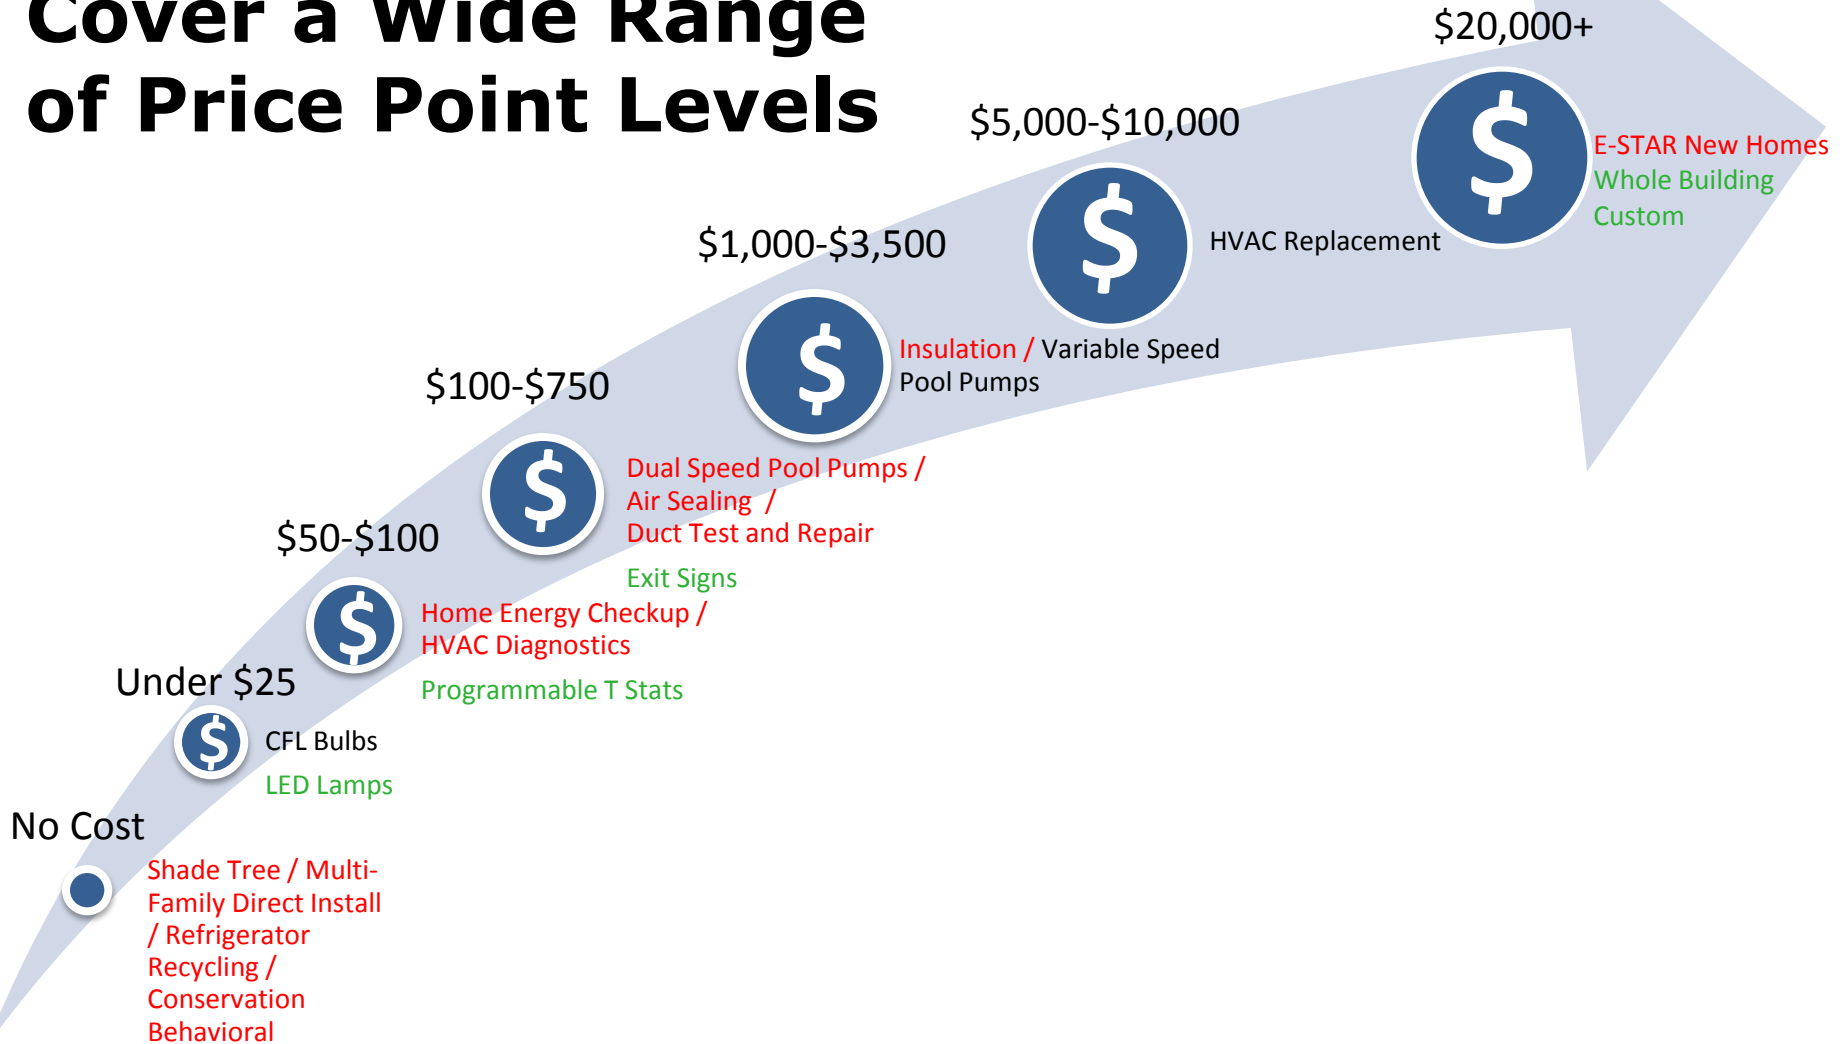 Cover a Wide Range
of Price Point Levels
$20,000+
$
E-STAR New Homes
Whole Building
Custom
$5,000-$10,000
$
HVAC Replacement
$1,000-$3,500
$
Insulation / Variable Speed
Pool Pumps
$100-$750
$
Dual Speed Pool Pumps /
Air Sealing /
Duct Test and Repair
Exit Signs
$50-$100
$
Home Energy Checkup /
HVAC Diagnostics
Programmable T Stats
Under $25
$
CFL Bulbs
LED Lamps
No Cost
Shade Tree / Multi-
Family Direct Install
/ Refrigerator
Recycling /
Conservation
Behavioral